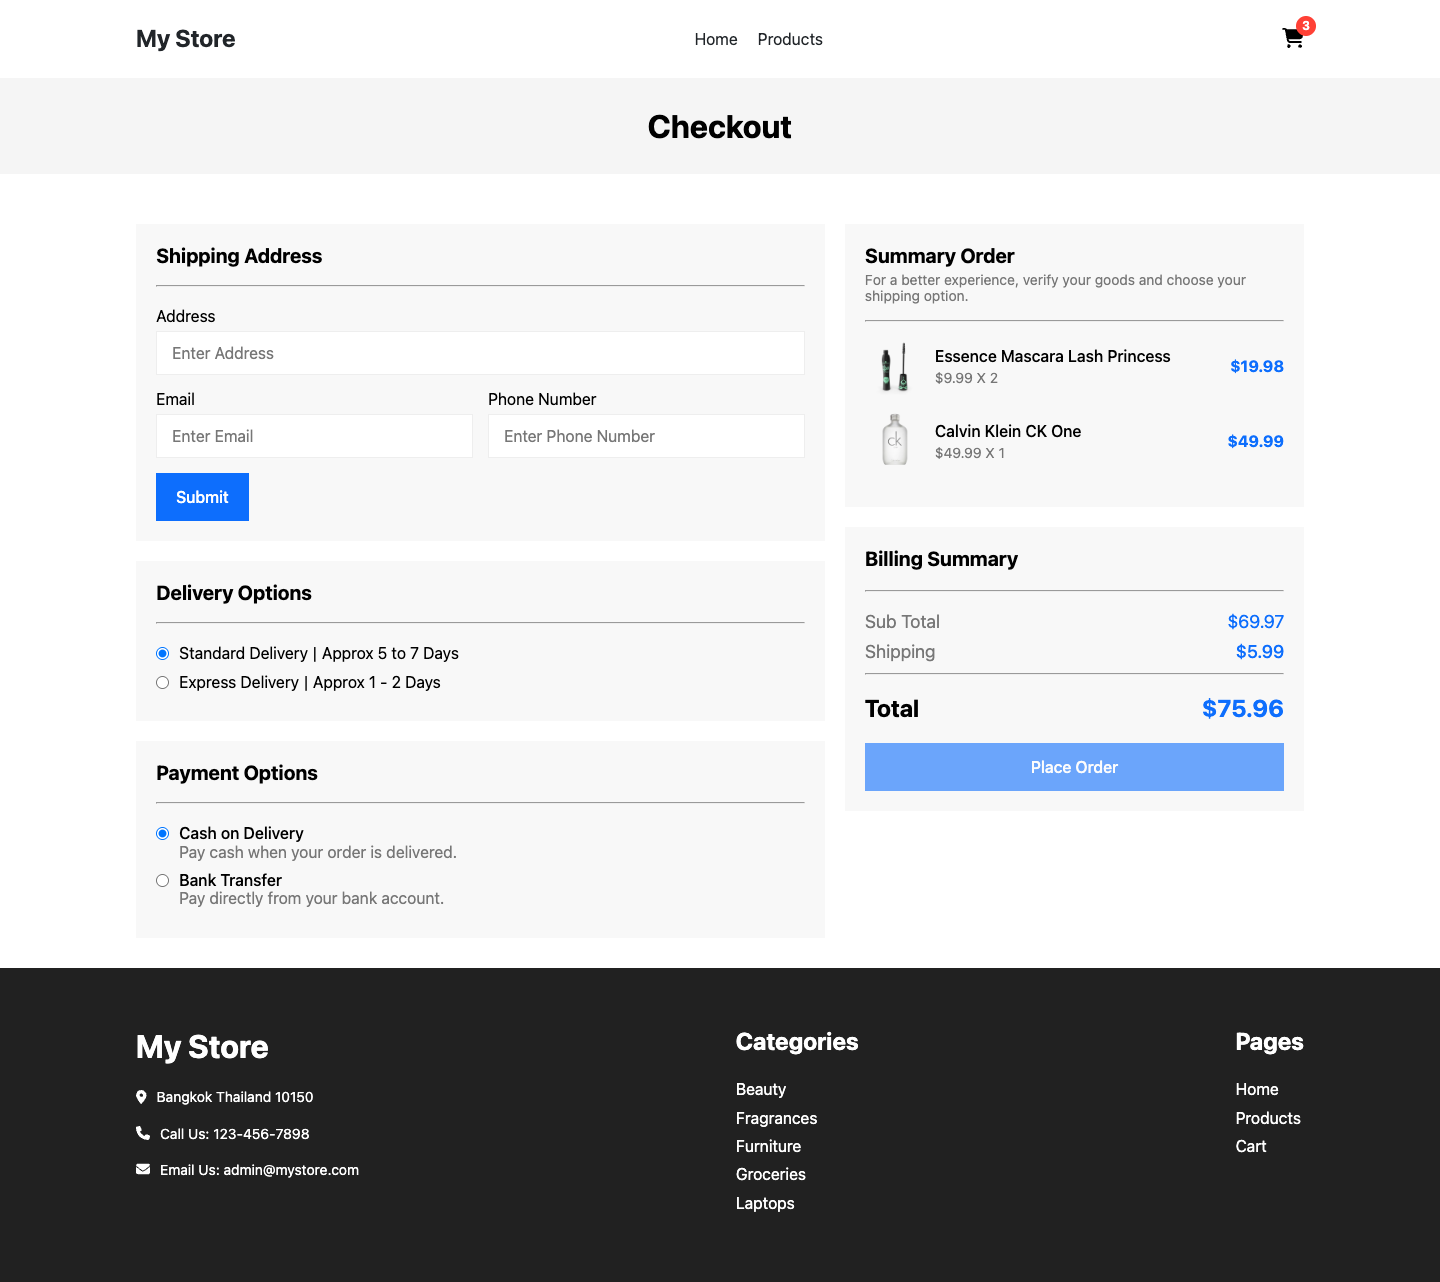 My Store
Home
Products
3
Checkout
Shipping Address
Address
Enter Address
Email
Phone Number
Enter Email
Enter Phone Number
Submit
Delivery Options
Standard Delivery | Approx 5 to 7 Days
Express Delivery | Approx 1 - 2 Days
Payment Options
Cash on Delivery
Pay cash when your order is delivered.
Bank Transfer
Pay directly from your bank account.
Summary Order
For a better experience, verify your goods and choose your
shipping option.
Essence Mascara Lash Princess
$9.99 X 2
$19.98
ck
Calvin Klein CK One
$49.99 X 1
$49.99
Billing Summary
Sub Total
$69.97
Shipping
$5.99
Total
$75.96
Place Order
My Store
Bangkok Thailand 10150
Call Us: 123-456-7898
Email Us: admin@mystore.com
Categories
Beauty
Fragrances
Furniture
Groceries
Laptops
Pages
Home
Products
Cart